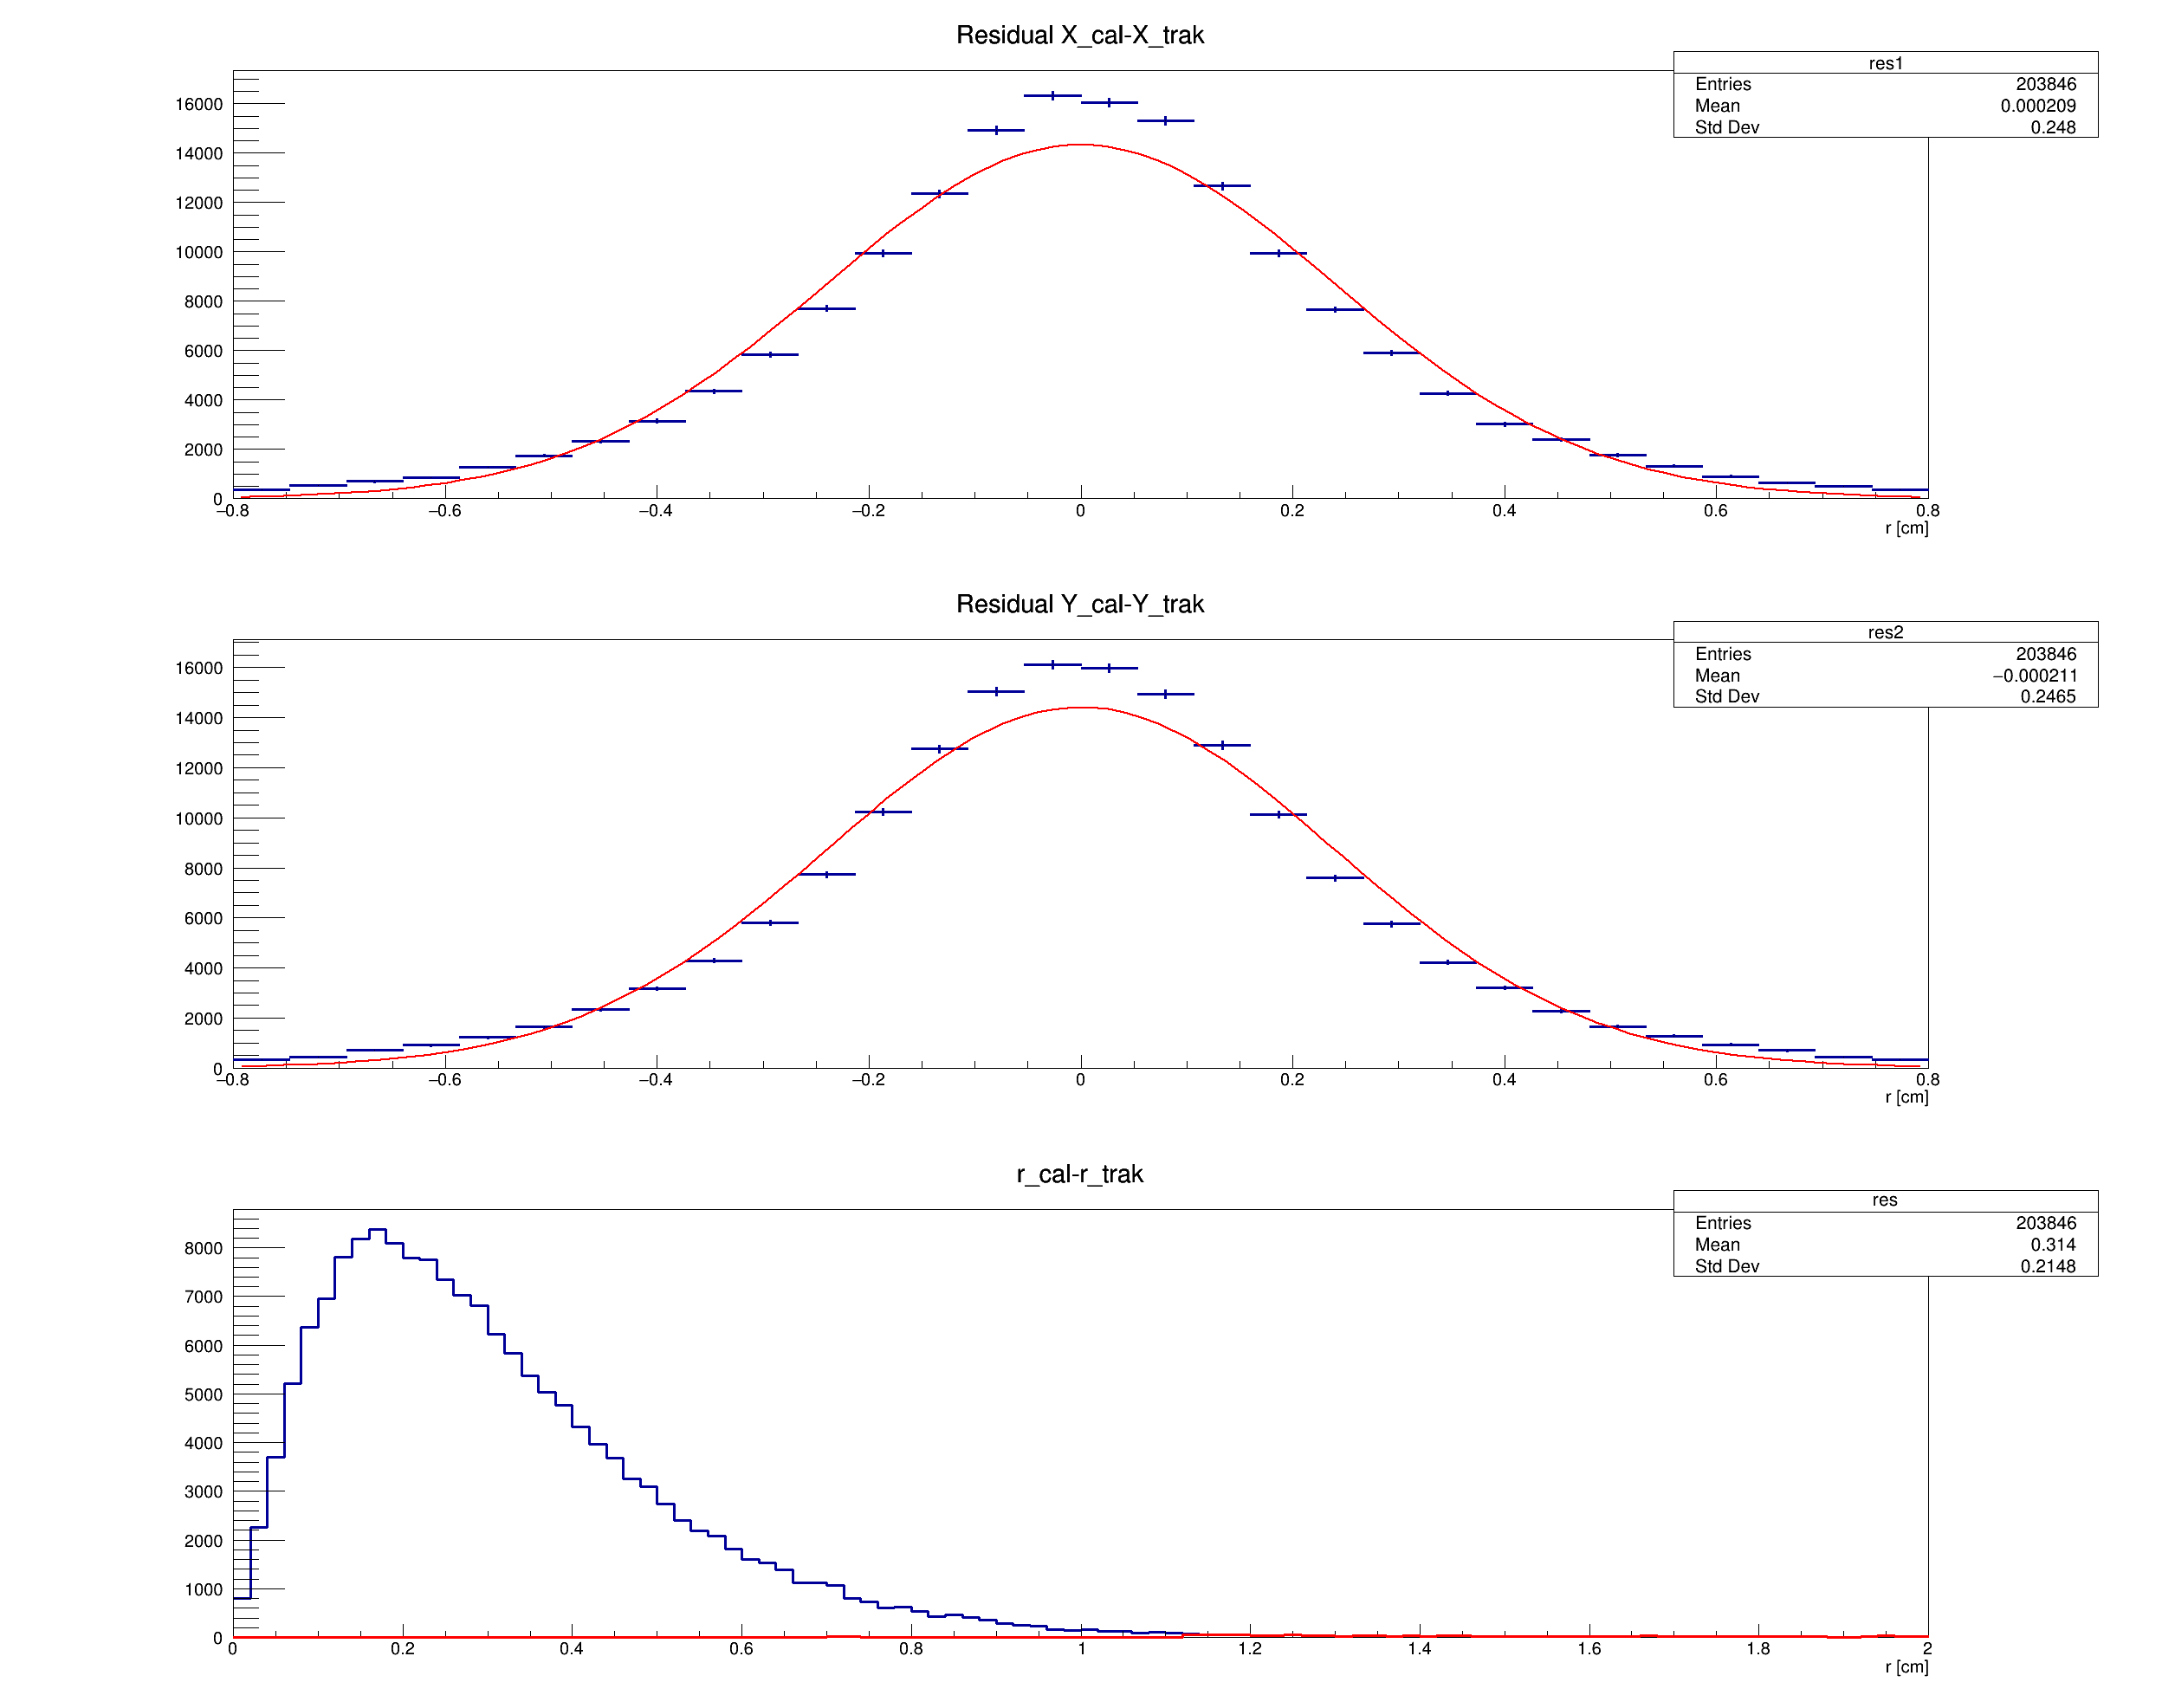 Residual X_cal-X_trak
res1
Entries 203846
Mean 0.000209
Std Dev 0.248
16000
14000
12000
10000
8000
6000
4000
2000
0
−0.8 −0.6 −0.4 −0.2 0 0.2 0.4 0.6 0.8
r [cm]
Residual Y_cal-Y_trak
res2
Entries 203846
Mean −0.000211
Std Dev 0.2465
16000
14000
12000
10000
8000
6000
4000
2000
0
−0.8 −0.6 −0.4 −0.2 0 0.2 0.4 0.6 0.8
r [cm]
r_cal-r_trak
res
Entries 203846
Mean 0.314
Std Dev 0.2148
8000
7000
6000
5000
4000
3000
2000
1000
0
0 0.2 0.4 0.6 0.8 1 1.2 1.4 1.6 1.8 2
r [cm]